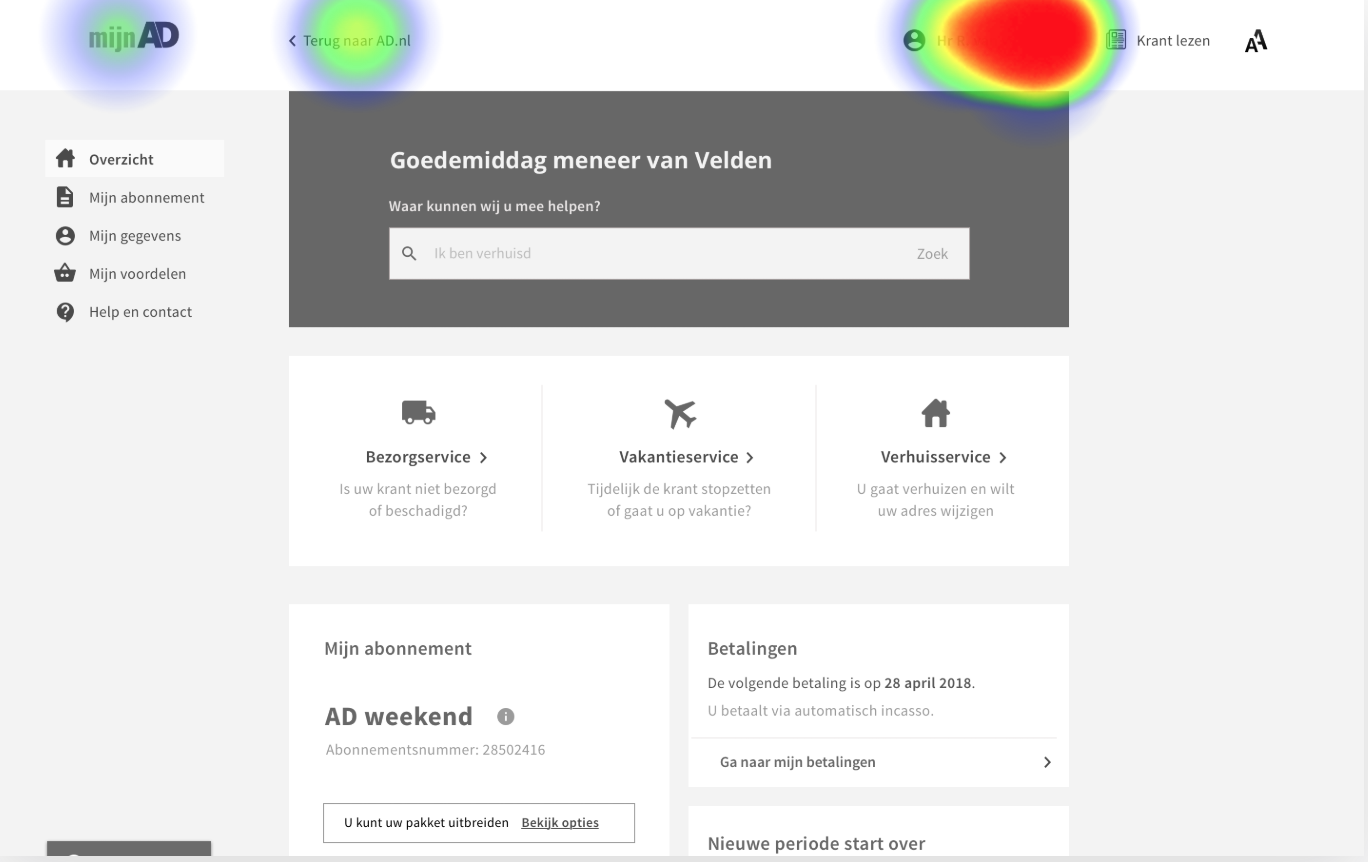 mijn AD
Terug naar AD.nl
Hr
Krant lezen
AA
Overzicht
Mijn abonnement
Mijn gegevens
Mijn voordelen
Help en contact
Goedemiddag meneer van Velden
Waar kunnen wij u mee helpen?
Ik ben verhuisd
Zoek
Bezorgservice
Is uw krant niet bezorgd
of beschadigd?
Vakantieservice
Tijdelijk de krant stopzetten
of gaat u op vakantie?
Verhuisservice
U gaat verhuizen en wilt
uw adres wijzigen
Mijn abonnement
AD weekend
Abonnementsnummer: 28502416
U kunt uw pakket uitbreiden Bekijk opties
Betalingen
De volgende betaling is op 28 april 2018.
U betaalt via automatisch incasso.
Ga naar mijn betalingen
Nieuwe periode start over